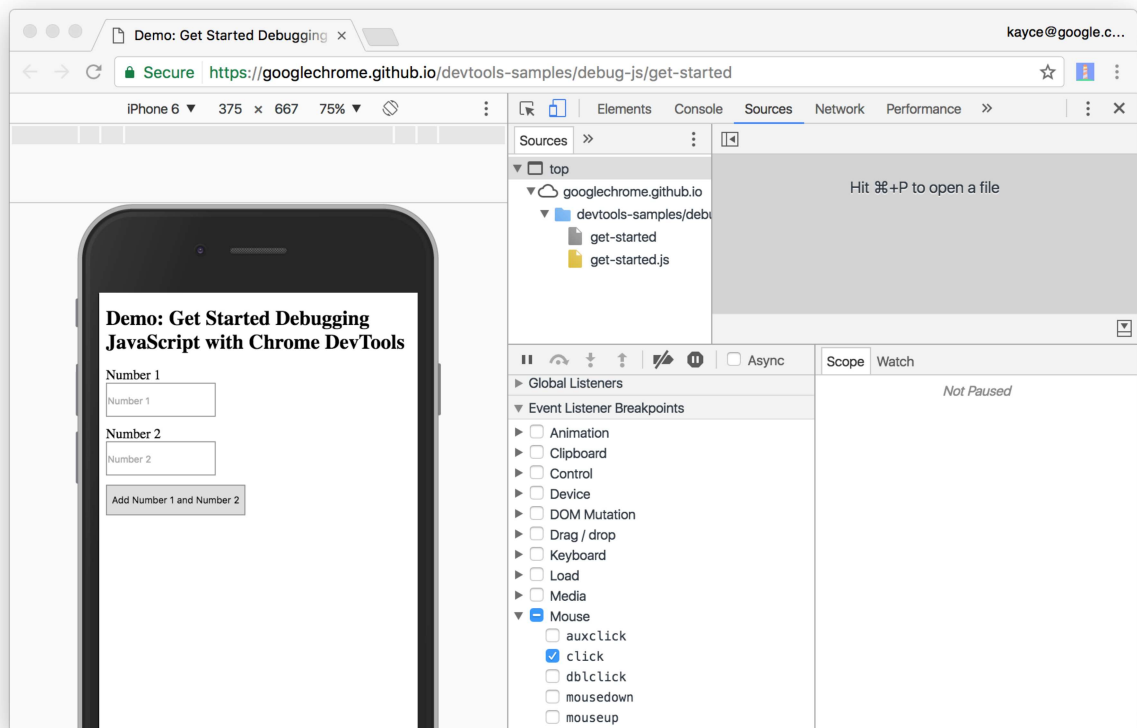 Demo: Get Started Debugging
kayce@google.c...
Secure https://googlechrome.github.io/devtools-samples/debug-js/get-started
iPhone 6 ▼ 375 × 667 75% ▼
Elements Console Sources Network Performance »
Sources »
top
googlechrome.github.io
devtools-samples/debu
get-started
get-started.js
Hit ⌘+P to open a file
Demo: Get Started Debugging
JavaScript with Chrome DevTools
Number 1
Number 1
Number 2
Number 2
Add Number 1 and Number 2
Async
Global Listeners
Event Listener Breakpoints
Animation
Clipboard
Control
Device
DOM Mutation
Drag / drop
Keyboard
Load
Media
Mouse
auxclick
click
dblclick
mousedown
mouseup
Scope Watch
Not Paused